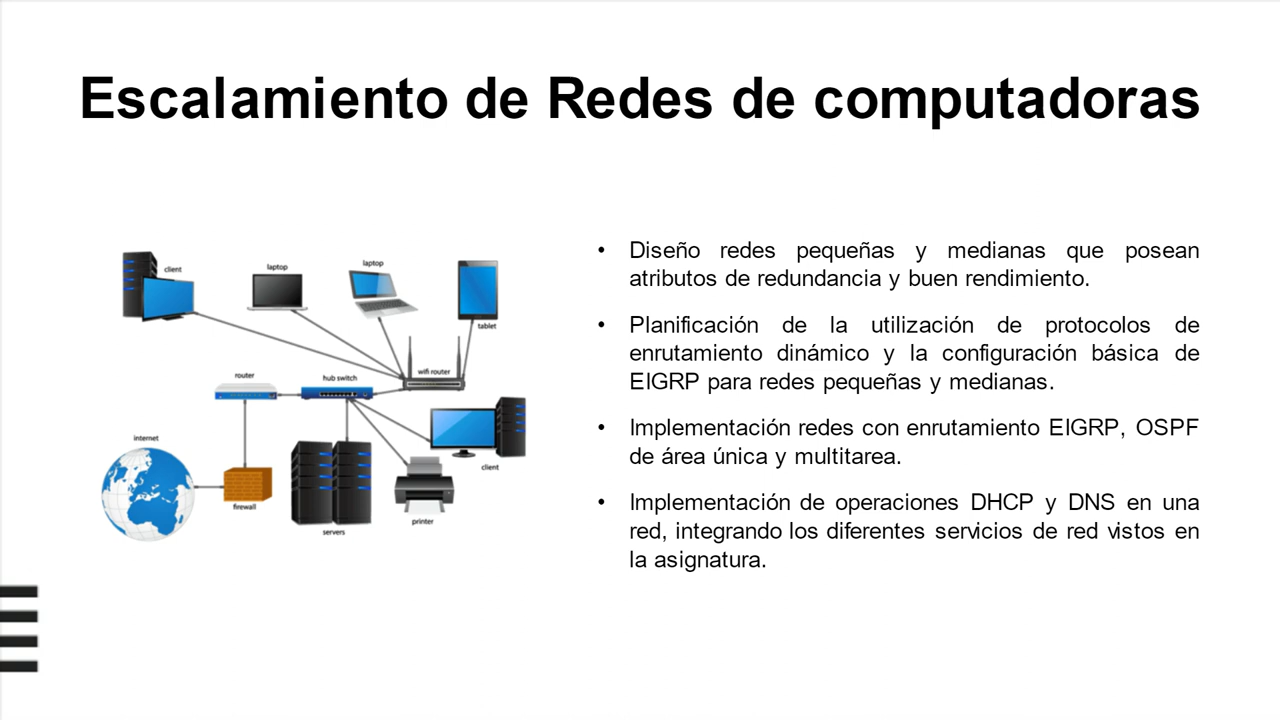 Escalamiento de Redes de computadoras
client
laptop
laptop
tablet
router
hub switch
wifi router
internet
firewall
servers
printer
client
• Diseño redes pequeñas y medianas que posean
atributos de redundancia y buen rendimiento.
• Planificación de la utilización de protocolos de
enrutamiento dinámico y la configuración básica de
EIGRP para redes pequeñas y medianas.
• Implementación redes con enrutamiento EIGRP, OSPF
de área única y multitarea.
• Implementación de operaciones DHCP y DNS en una
red, integrando los diferentes servicios de red vistos en
la asignatura.